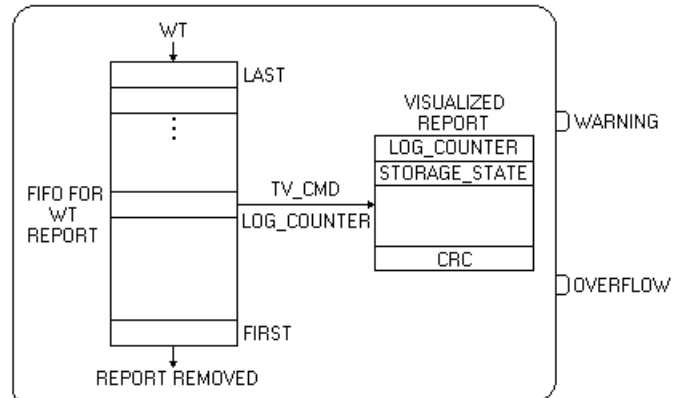 WT
LAST
VISUALIZED
REPORT
LOG_COUNTER
STORAGE_STATE
WARNING
FIFO FOR
WT
REPORT
TV_CMD
LOG_COUNTER
CRC
OVERFLOW
FIRST
REPORT REMOVED